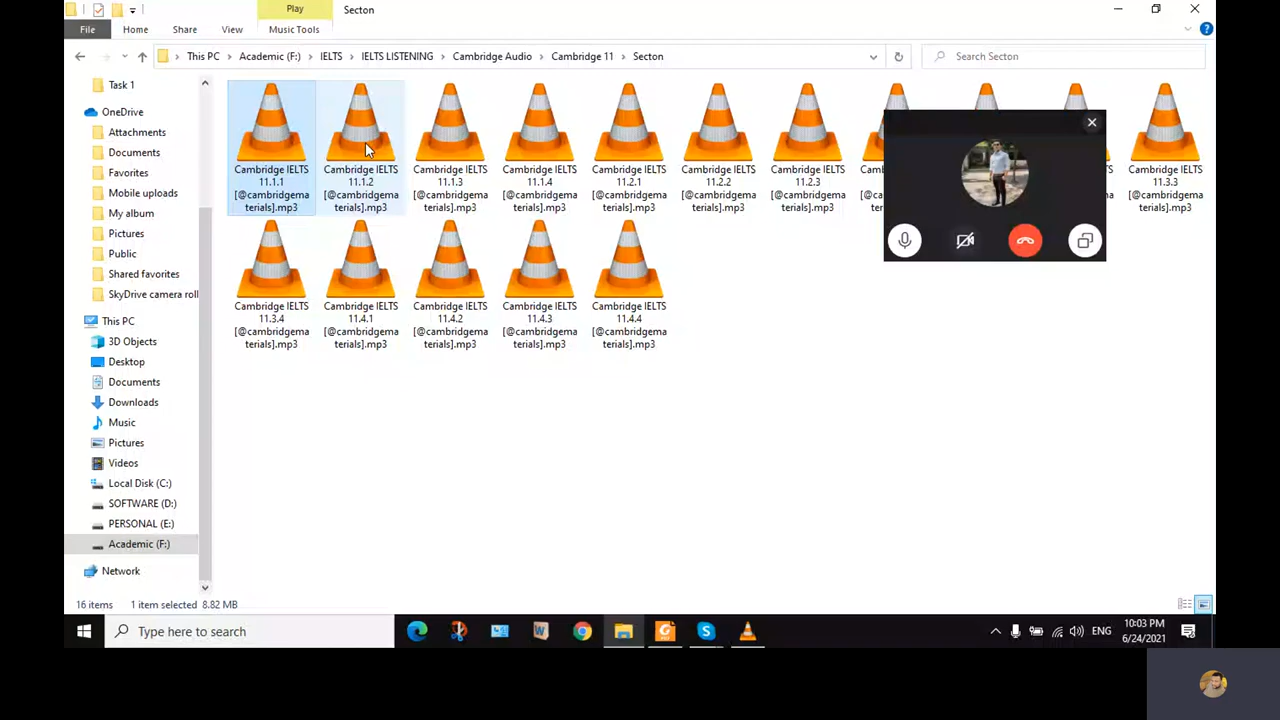 Play
Secton
File
Home
Share
View
Music Tools
This PC
Academic (F:)
IELTS
IELTS LISTENING
Cambridge Audio
Cambridge 11
Secton
Search Secton
Task 1
OneDrive
Attachments
Documents
Favorites
Mobile uploads
My album
Pictures
Public
Shared favorites
SkyDrive camera roll
This PC
3D Objects
Desktop
Documents
Downloads
Music
Pictures
Videos
Local Disk (C:)
SOFTWARE (D:)
PERSONAL (E:)
Academic (F:)
Network
Cambridge IELTS
11.1.1
[@cambridgema
terials].mp3
Cambridge IELTS
11.1.2
[@cambridgema
terials].mp3
Cambridge IELTS
11.1.3
[@cambridgema
terials].mp3
Cambridge IELTS
11.1.4
[@cambridgema
terials].mp3
Cambridge IELTS
11.2.1
[@cambridgema
terials].mp3
Cambridge IELTS
11.2.2
[@cambridgema
terials].mp3
Cambridge IELTS
11.2.3
[@cambridgema
terials].mp3
Cambridge IELTS
11.3.3
[@cambridgema
terials].mp3
Cambridge IELTS
11.3.4
[@cambridgema
terials].mp3
Cambridge IELTS
11.4.1
[@cambridgema
terials].mp3
Cambridge IELTS
11.4.2
[@cambridgema
terials].mp3
Cambridge IELTS
11.4.3
[@cambridgema
terials].mp3
Cambridge IELTS
11.4.4
[@cambridgema
terials].mp3
16 items
1 item selected 8.82 MB
Type here to search
ENG
10:03 PM
6/24/2021